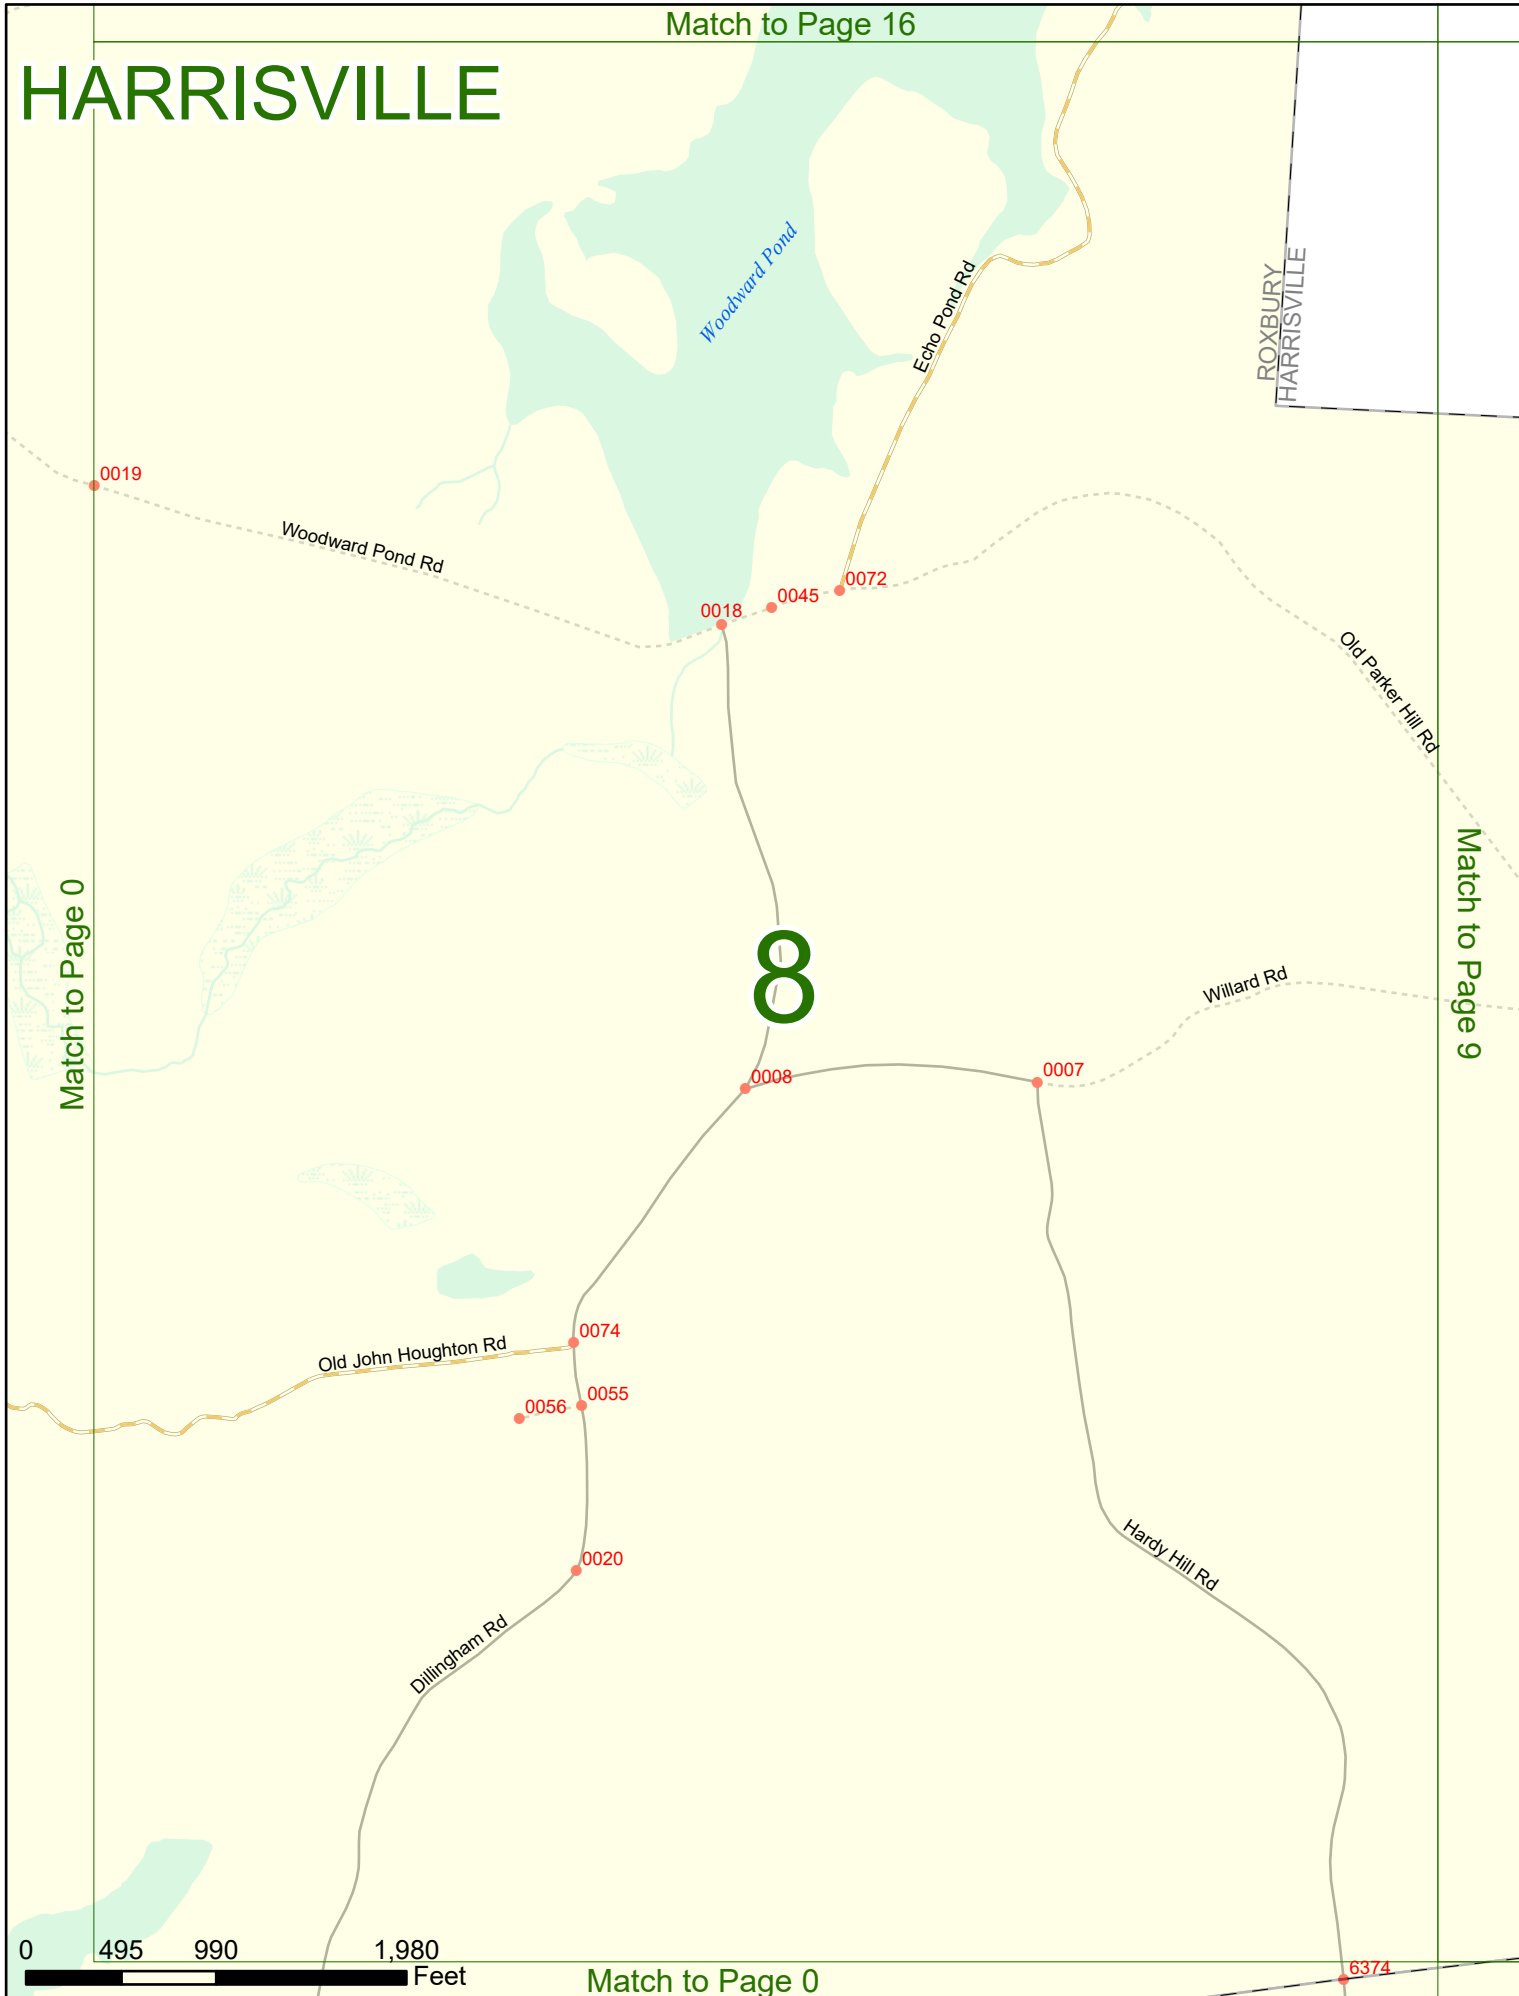 Match to Page 16
HARRISVILLE
Woodward Pond
Echo Pond Rd
ROXBURY
HARRISVILLE
0019
Woodward Pond Rd
0072
0045
0018
Old Parker Hill Rd
Match to Page 0
8
Match to Page 9
Willard Rd
0008
0007
0074
Old John Houghton Rd
0055
0056
Hardy Hill Rd
0020
Dillingham Rd
0 495 990 1,980
Feet
6374
Match to Page 0